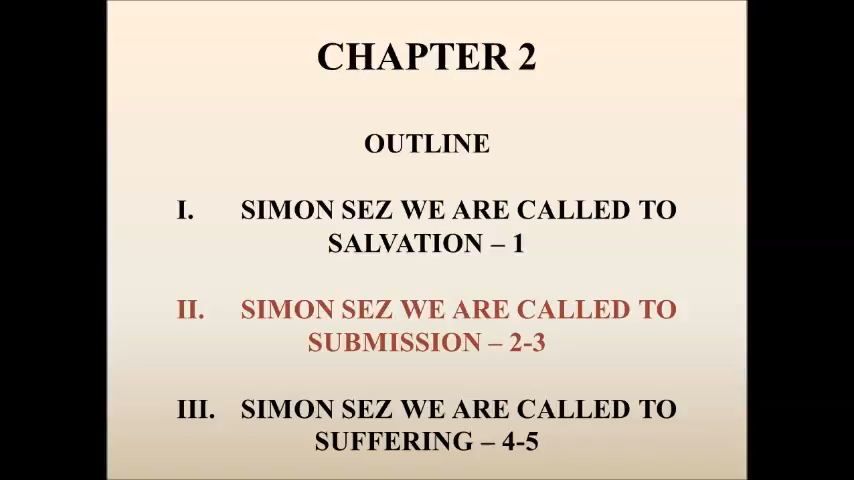 CHAPTER 2
OUTLINE
I. SIMON SEZ WE ARE CALLED TO
SALVATION – 1
II. SIMON SEZ WE ARE CALLED TO
SUBMISSION – 2-3
III. SIMON SEZ WE ARE CALLED TO
SUFFERING – 4-5